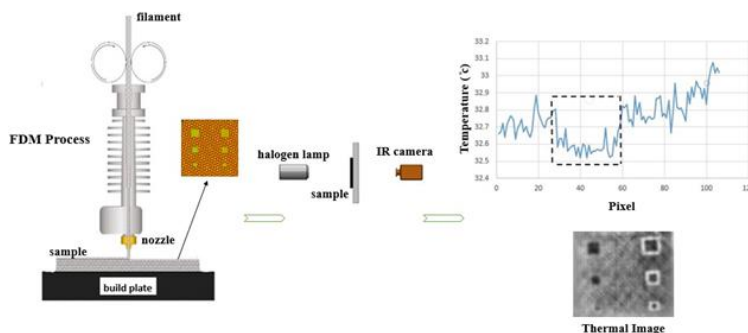 filament
FDM Process
nozzle
sample
build plate
halogen lamp
sample
IR camera
Temperature (°c)
33.2
33.1
33
32.9
32.8
32.7
32.6
32.5
32.4
0
20
40
60
80
100
120
Pixel
Thermal Image